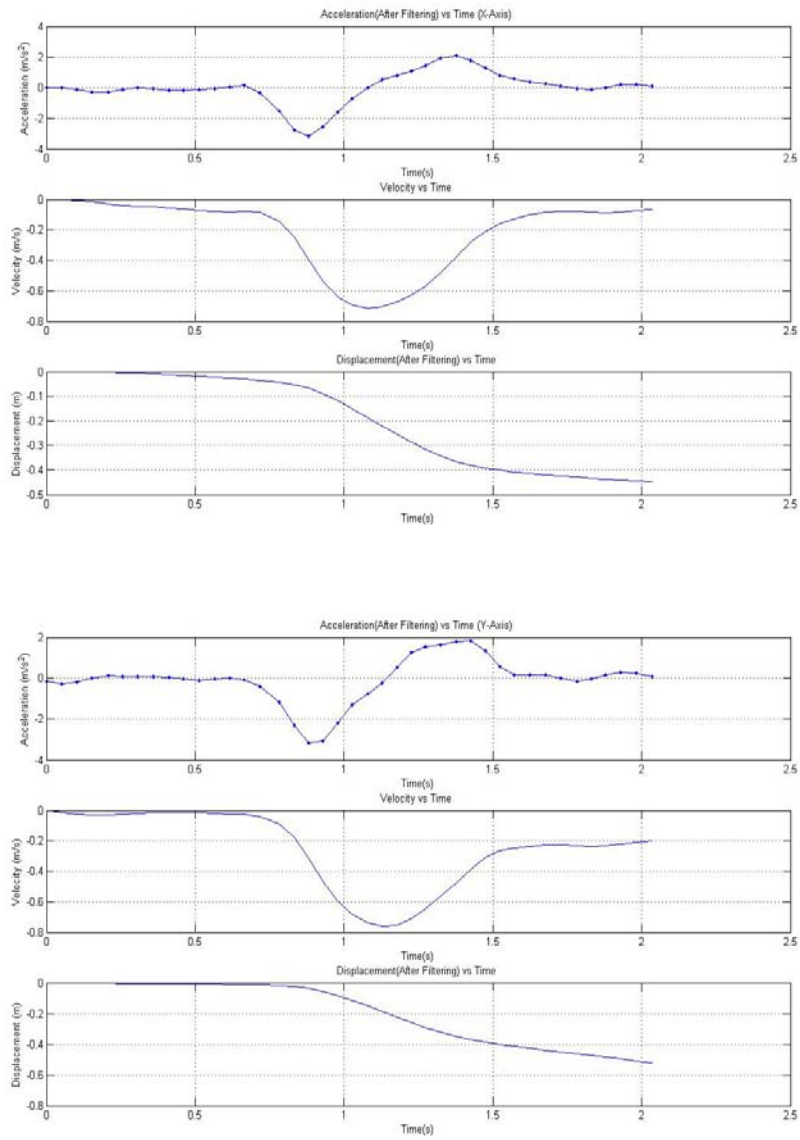 Acceleration(After Filtering) vs Time (X-Axis)
4
2
0
-2
-4
Acceleration (m/s²)
0 0.5 1 1.5 2 2.5
Time(s)
Velocity vs Time
0
-0.2
-0.4
-0.6
-0.8
Velocity (m/s)
0 0.5 1 1.5 2 2.5
Time(s)
Displacement(After Filtering) vs Time
0
-0.1
-0.2
-0.3
-0.4
-0.5
Displacement (m)
0 0.5 1 1.5 2 2.5
Time(s)
Acceleration(After Filtering) vs Time (Y-Axis)
2
0
-2
-4
Acceleration (m/s²)
0 0.5 1 1.5 2 2.5
Time(s)
Velocity vs Time
0
-0.2
-0.4
-0.6
-0.8
Velocity (m/s)
0 0.5 1 1.5 2 2.5
Time(s)
Displacement(After Filtering) vs Time
0
-0.2
-0.4
-0.6
-0.8
Displacement (m)
0 0.5 1 1.5 2 2.5
Time(s)